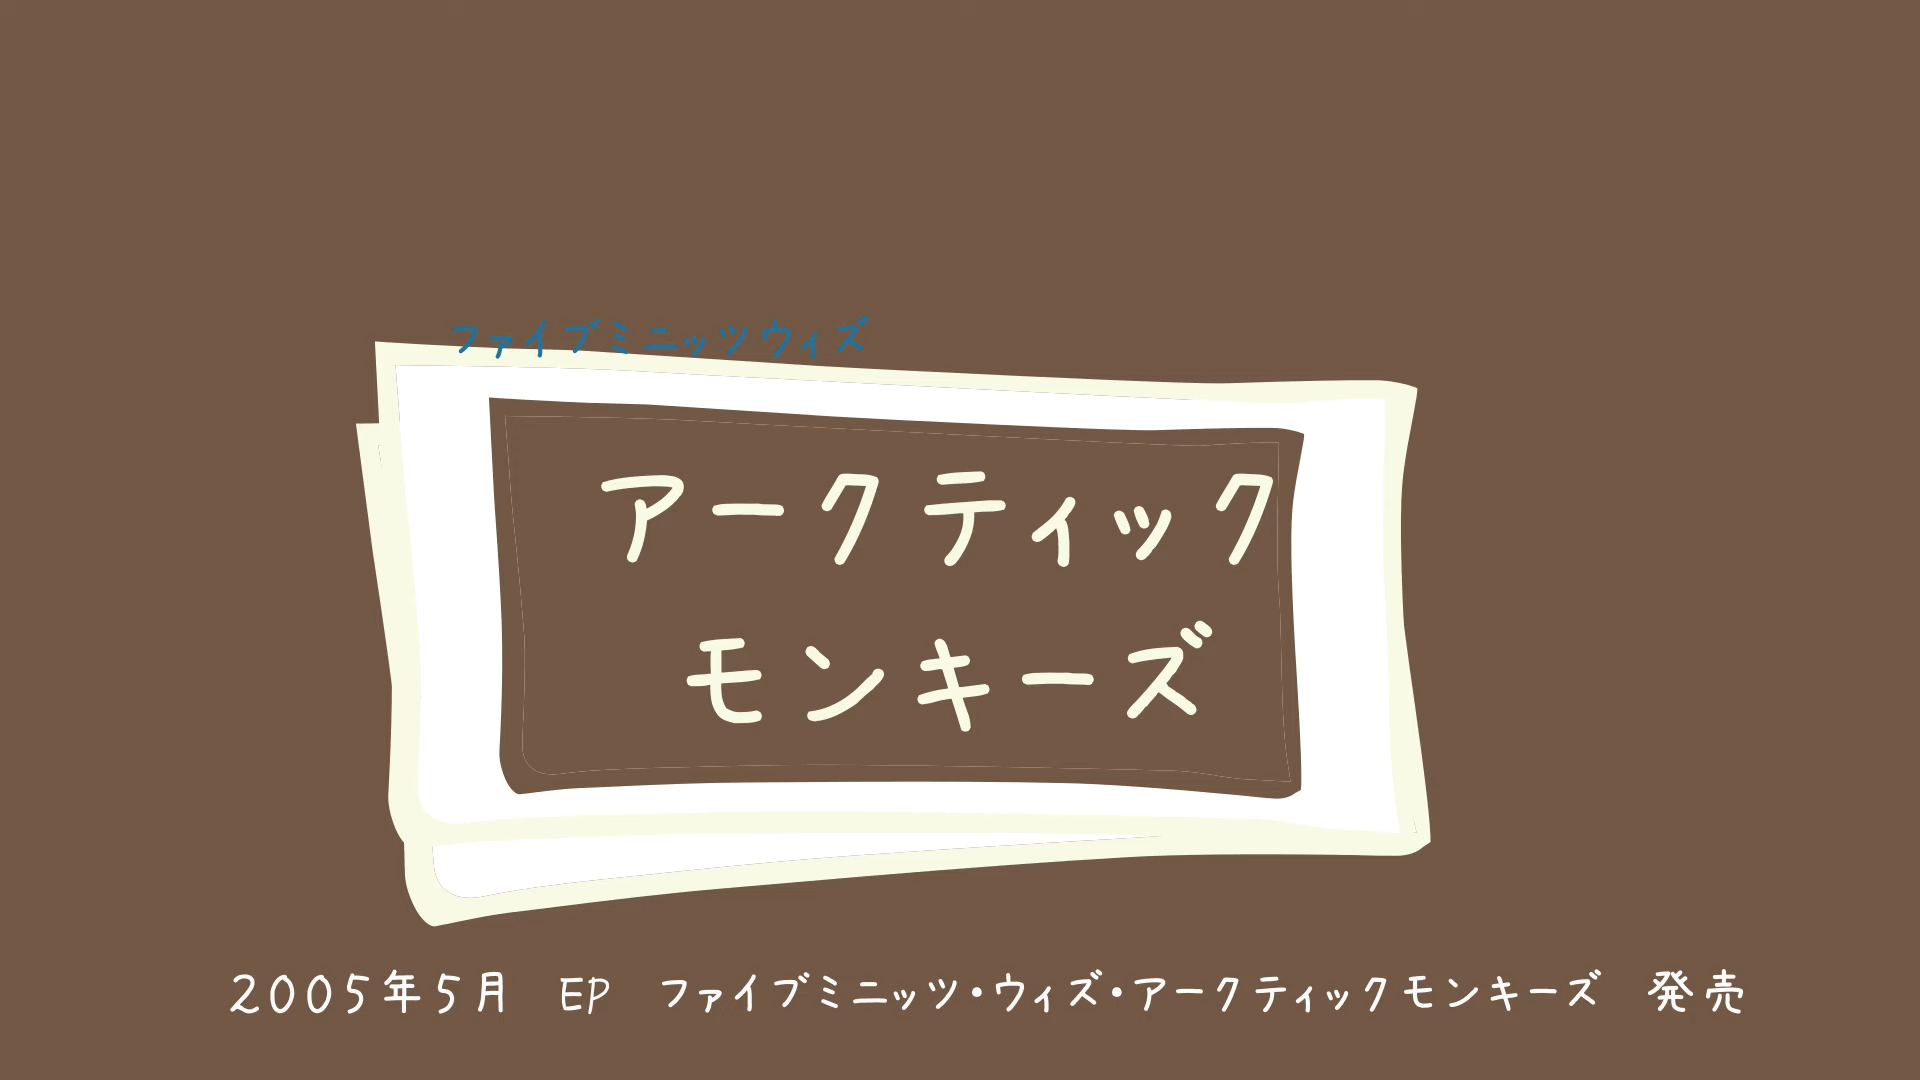 ファイブミニッツウィズ
アークティック
モンキーズ
2005年5月　EP　ファイブミニッツ・ウィズ・アークティックモンキーズ　発売